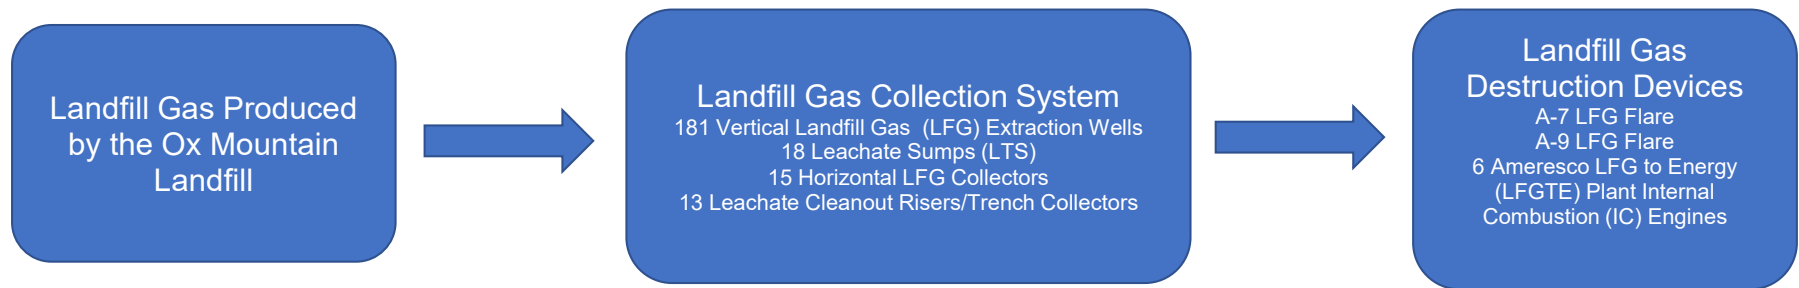 Landfill Gas Produced
by the Ox Mountain
Landfill
Landfill Gas Collection System
181 Vertical Landfill Gas  (LFG) Extraction Wells
18 Leachate Sumps (LTS)
15 Horizontal LFG Collectors
13 Leachate Cleanout Risers/Trench Collectors
Landfill Gas
Destruction Devices
A-7 LFG Flare
A-9 LFG Flare
6 Ameresco LFG to Energy
(LFGTE) Plant Internal
Combustion (IC) Engines